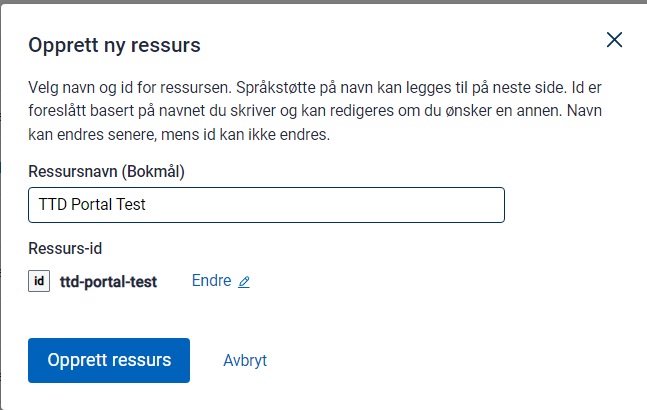 Opprett ny ressurs
Velg navn og id for ressursen. Språkstøtte på navn kan legges til på neste side. Id er
foreslått basert på navnet du skriver og kan redigeres om du ønsker en annen. Navn
kan endres senere, mens id kan ikke endres.
Ressursnavn (Bokmål)
TTD Portal Test
Ressurs-id
id ttd-portal-test Endre
Opprett ressurs Avbryt